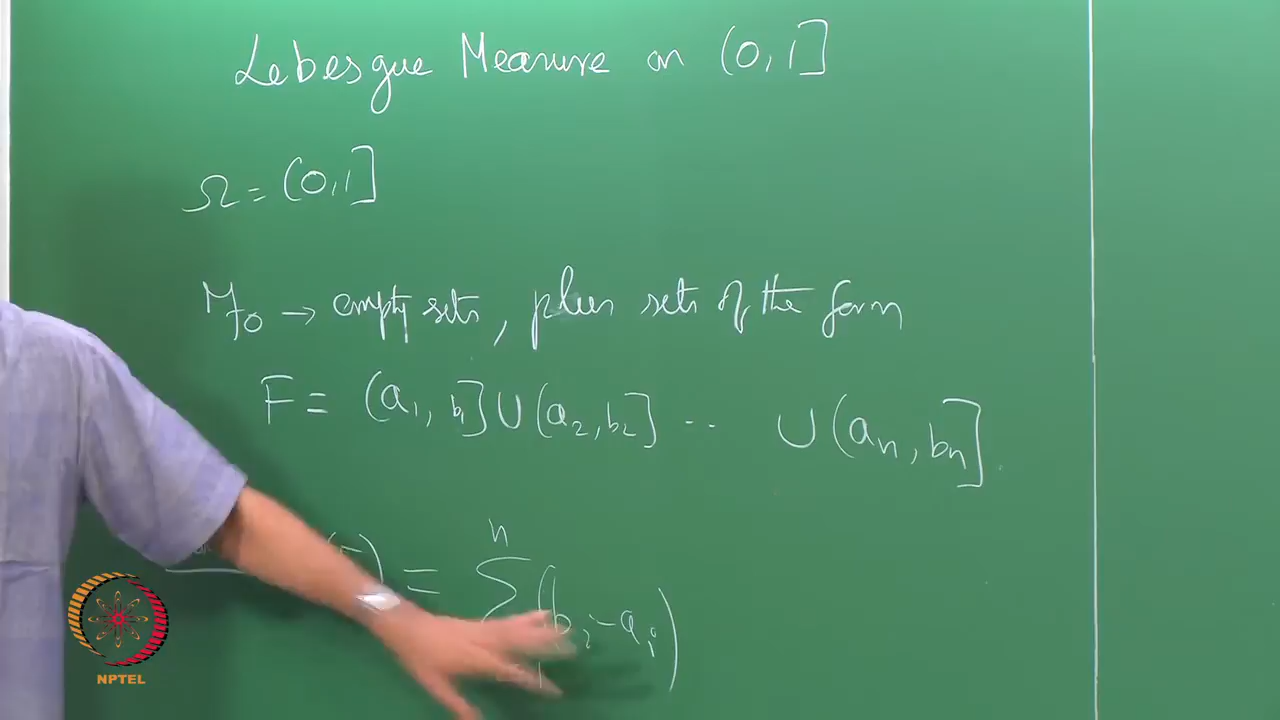 Lebesgue Measure on (0,1]
Ω = (0,1]
→ empty sets, plus sets of the form
F = (a₁, b₁] ∪ (a₂, b₂] .. ∪ (aₙ, bₙ].
) = Σ (bᵢ - aᵢ)
n
NPTEL